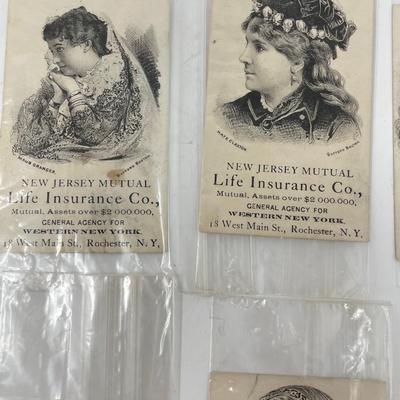 MAUD GRANGER.
NEW JERSEY MUTUAL
Life Insurance Co.,
Mutual, Assets over $2 000.000,
GENERAL AGENCY FOR
WESTERN NEW YORK.
18 West Main St., Rochester, N. Y.
KATE CLAXTON.
NEW JERSEY MUTUAL
Life Insurance Co.,
Mutual, Assets over $2 000.000,
GENERAL AGENCY FOR
WESTERN NEW YORK.
18 West Main St., Rochester, N. Y.